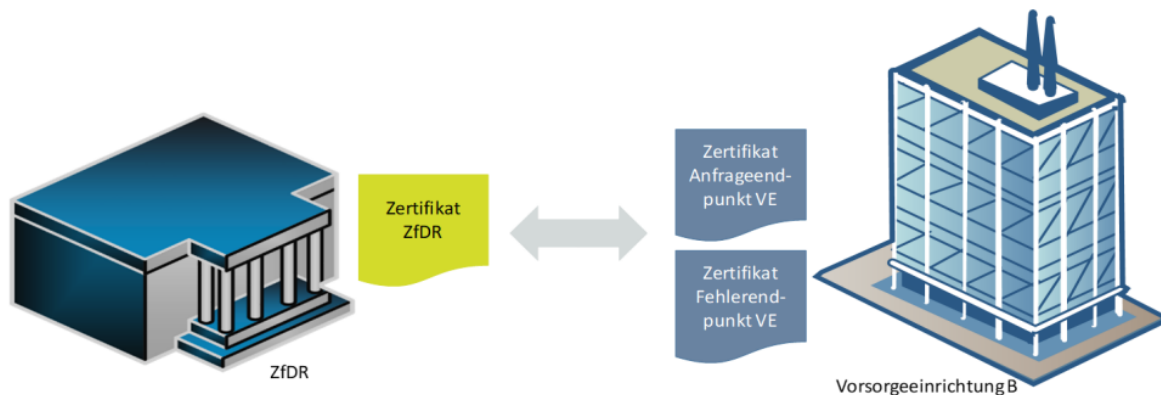 Zertifikat
ZfDR
Zertifikat
Anfrageend-
punkt VE
Zertifikat
Fehlerend-
punkt VE
ZfDR
Vorsorgeeinrichtung B